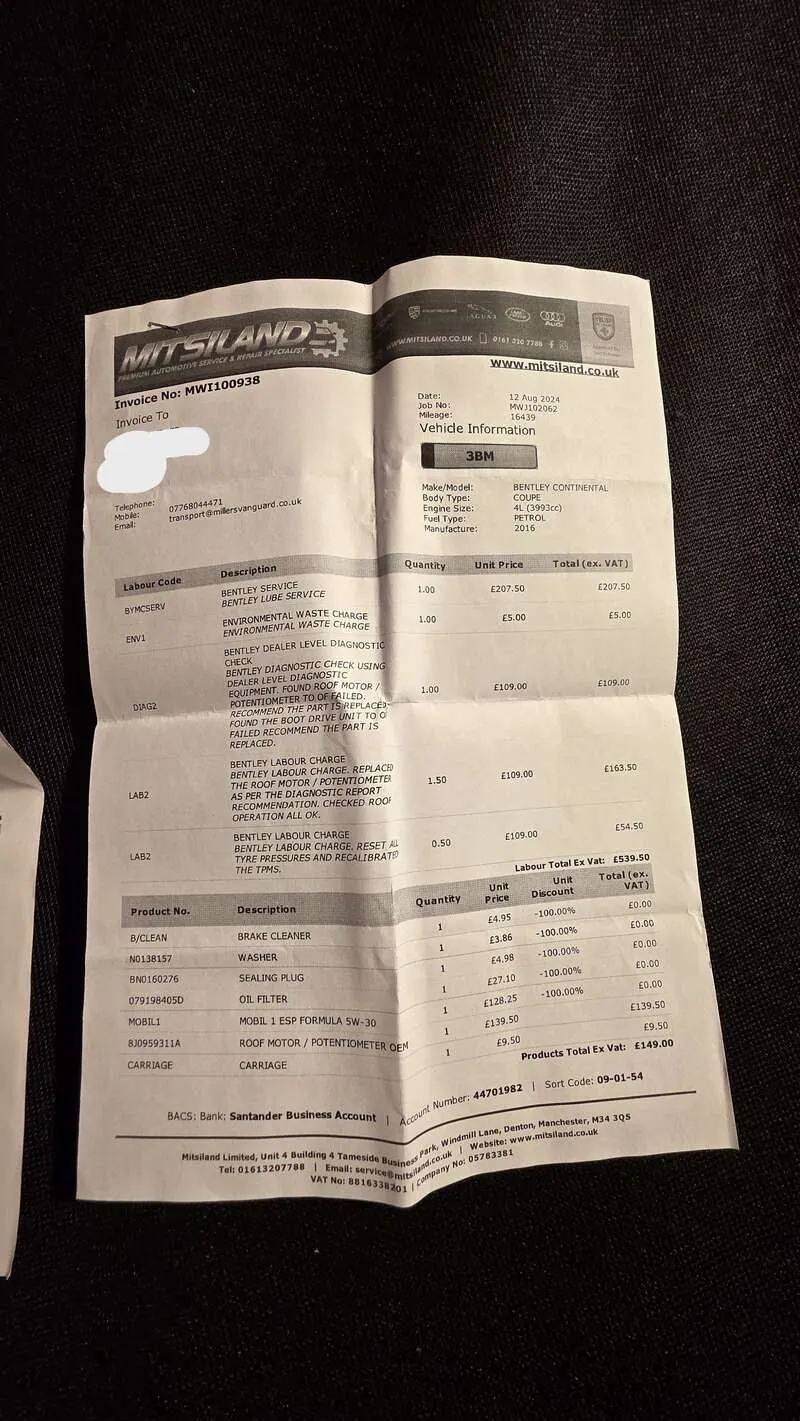 MITSILAND
PREMIUM AUTOMOTIVE SERVICE & REPAIR SPECIALIST
JAGUAR
LAND ROVER
Audi
WWW.MITSILAND.CO.UK 0161 320 7788
www.mitsiland.co.uk
Invoice No: MWI100938
Invoice To
Telephone: 07768044471
Mobile:
Email: transport@millersvanguard.co.uk
Date: 12 Aug 2024
Job No: MWJ102062
Mileage: 16439
Vehicle Information
3BM
Make/Model: BENTLEY CONTINENTAL
Body Type: COUPE
Engine Size: 4L (3993cc)
Fuel Type: PETROL
Manufacture: 2016
Labour Code Description Quantity Unit Price Total (ex. VAT)
BYMCSERV BENTLEY SERVICE 1.00 £207.50 £207.50
BENTLEY LUBE SERVICE
ENV1 ENVIRONMENTAL WASTE CHARGE 1.00 £5.00 £5.00
ENVIRONMENTAL WASTE CHARGE
DIAG2 BENTLEY DEALER LEVEL DIAGNOSTIC 1.00 £109.00 £109.00
CHECK
BENTLEY DIAGNOSTIC CHECK USING
DEALER LEVEL DIAGNOSTIC
EQUIPMENT. FOUND ROOF MOTOR /
POTENTIOMETER TO OF FAILED.
RECOMMEND THE PART IS REPLACED.
FOUND THE BOOT DRIVE UNIT TO O
FAILED RECOMMEND THE PART IS
REPLACED.
LAB2 BENTLEY LABOUR CHARGE 1.50 £109.00 £163.50
BENTLEY LABOUR CHARGE. REPLACED
THE ROOF MOTOR / POTENTIOMETER
AS PER THE DIAGNOSTIC REPORT
RECOMMENDATION. CHECKED ROOF
OPERATION ALL OK.
LAB2 BENTLEY LABOUR CHARGE 0.50 £109.00 £54.50
BENTLEY LABOUR CHARGE. RESET ALL
TYRE PRESSURES AND RECALIBRATED
THE TPMS.
Labour Total Ex Vat: £539.50
Product No. Description Quantity Unit Price Unit Discount Total (ex. VAT)
B/CLEAN BRAKE CLEANER 1 £4.95 -100.00% £0.00
N0138157 WASHER 1 £3.86 -100.00% £0.00
BN0160276 SEALING PLUG 1 £4.98 -100.00% £0.00
079198405D OIL FILTER 1 £27.10 -100.00% £0.00
MOBIL1 MOBIL 1 ESP FORMULA 5W-30 1 £128.25 -100.00% £0.00
8J0959311A ROOF MOTOR / POTENTIOMETER OEM 1 £139.50 £139.50
CARRIAGE CARRIAGE 1 £9.50 £9.50
Products Total Ex Vat: £149.00
BACS: Bank: Santander Business Account | Account Number: 44701982 | Sort Code: 09-01-54
Mitsiland Limited, Unit 4 Building 4 Tameside Business Park, Windmill Lane, Denton, Manchester, M34 3QS
Tel: 01613207788 | Email: service@mitsiland.co.uk | Website: www.mitsiland.co.uk
VAT No: 8816338201 | Company No: 05783381